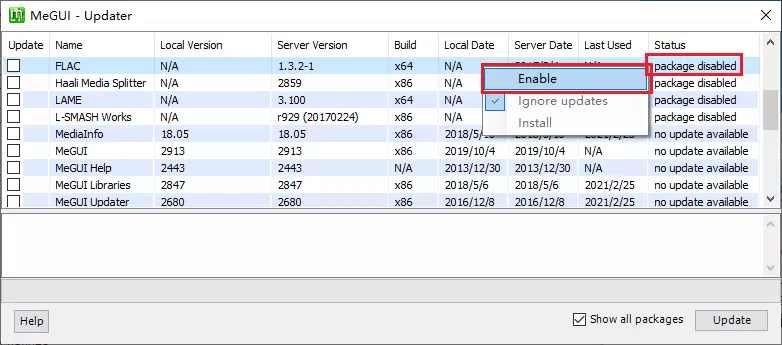 MeGUI - Updater
Update Name Local Version Server Version Build Local Date Server Date Last Used Status
FLAC N/A 1.3.2-1 x64 N/A package disabled
Haali Media Splitter N/A 2859 x86 package disabled
LAME N/A 3.100 x64 package disabled
L-SMASH Works N/A r929 (20170224) x86 package disabled
Enable
Ignore updates
Install
MediaInfo 18.05 18.05 x86 no update available
MeGUI 2913 2913 x86 2019/10/4 2019/10/4 N/A no update available
MeGUI Help 2443 2443 N/A 2013/12/30 2013/12/30 N/A no update available
MeGUI Libraries 2847 2847 x86 2018/5/6 2018/5/6 2021/2/25 no update available
MeGUI Updater 2680 2680 x86 2016/12/8 2016/12/8 2021/2/25 no update available
Help
Show all packages
Update